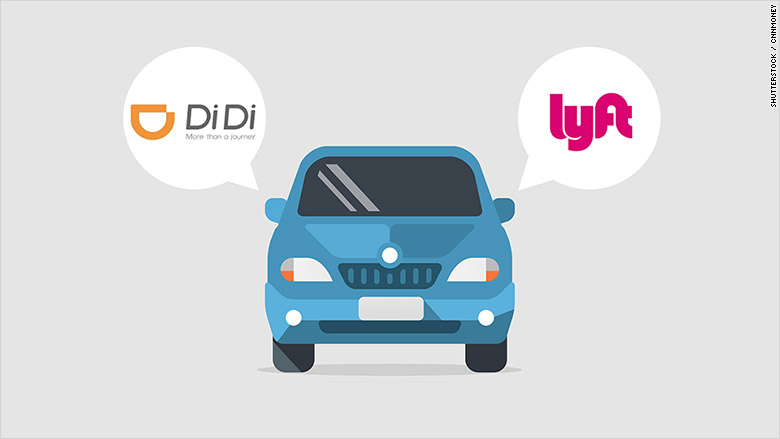 DiDi
More than a journey
lyft
SHUTTERSTOCK / CNNMONEY